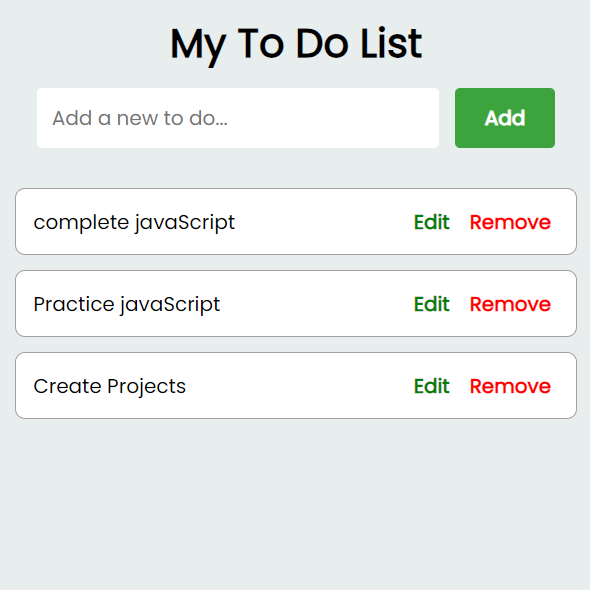 My To Do List
Add a new to do...
Add
complete javaScript
Edit
Remove
Practice javaScript
Edit
Remove
Create Projects
Edit
Remove